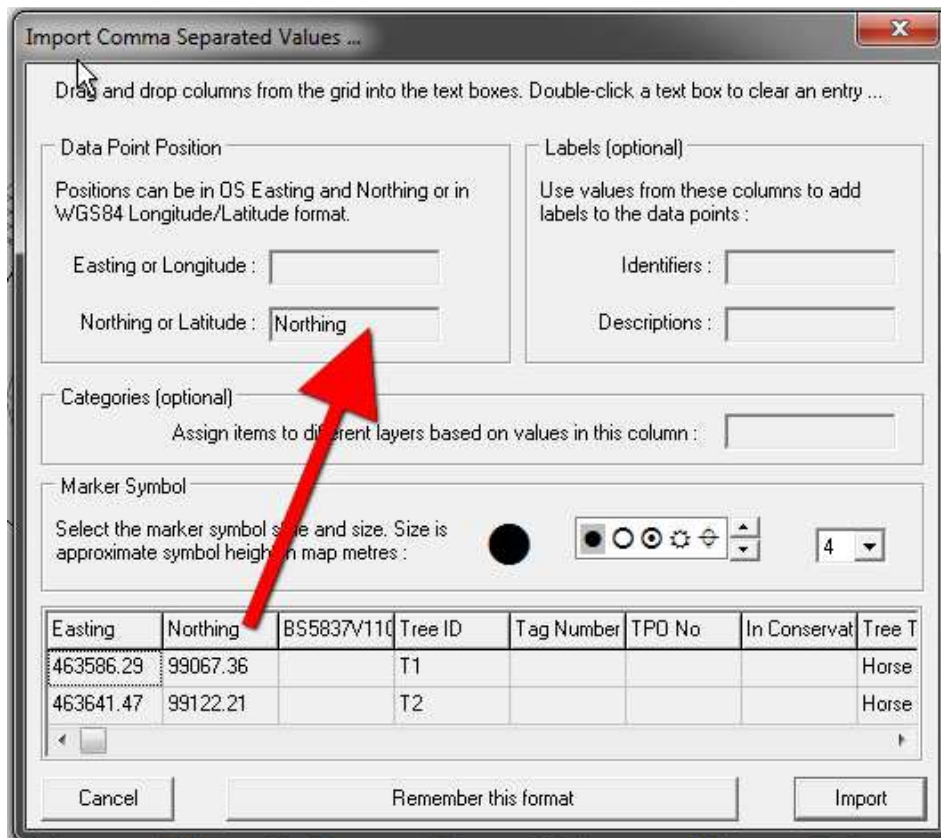 Import Comma Separated Values ...
Drag and drop columns from the grid into the text boxes. Double-click a text box to clear an entry ...
Data Point Position
Positions can be in OS Easting and Northing or in
WGS84 Longitude/Latitude format.
Easting or Longitude :
Northing or Latitude : Northing
Labels (optional)
Use values from these columns to add
labels to the data points :
Identifiers :
Descriptions :
Categories (optional)
Assign items to different layers based on values in this column :
Marker Symbol
Select the marker symbol style and size. Size is
approximate symbol height in map metres :
4
Easting Northing BS5837V110 Tree ID Tag Number TPO No In Conservat Tree T
463586.29 99067.36 T1 Horse
463641.47 99122.21 T2 Horse
Cancel Remember this format Import